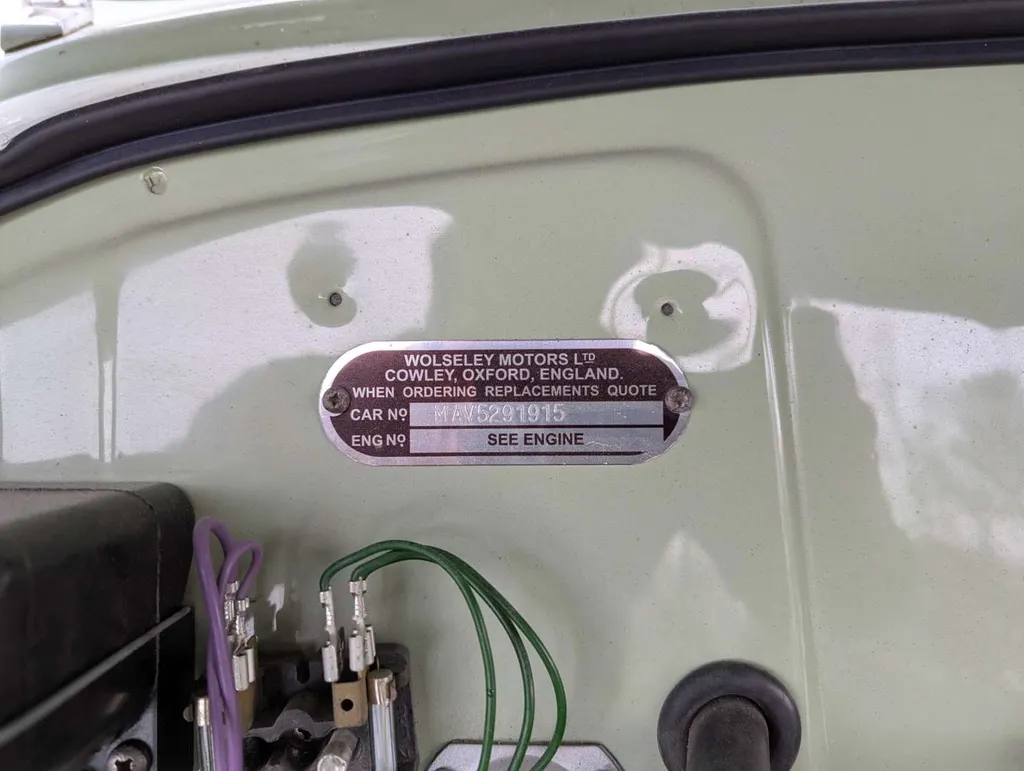 WOLSELEY MOTORS LTD
COWLEY, OXFORD, ENGLAND.
WHEN ORDERING REPLACEMENTS QUOTE
CAR No MAV5291915
ENG No SEE ENGINE